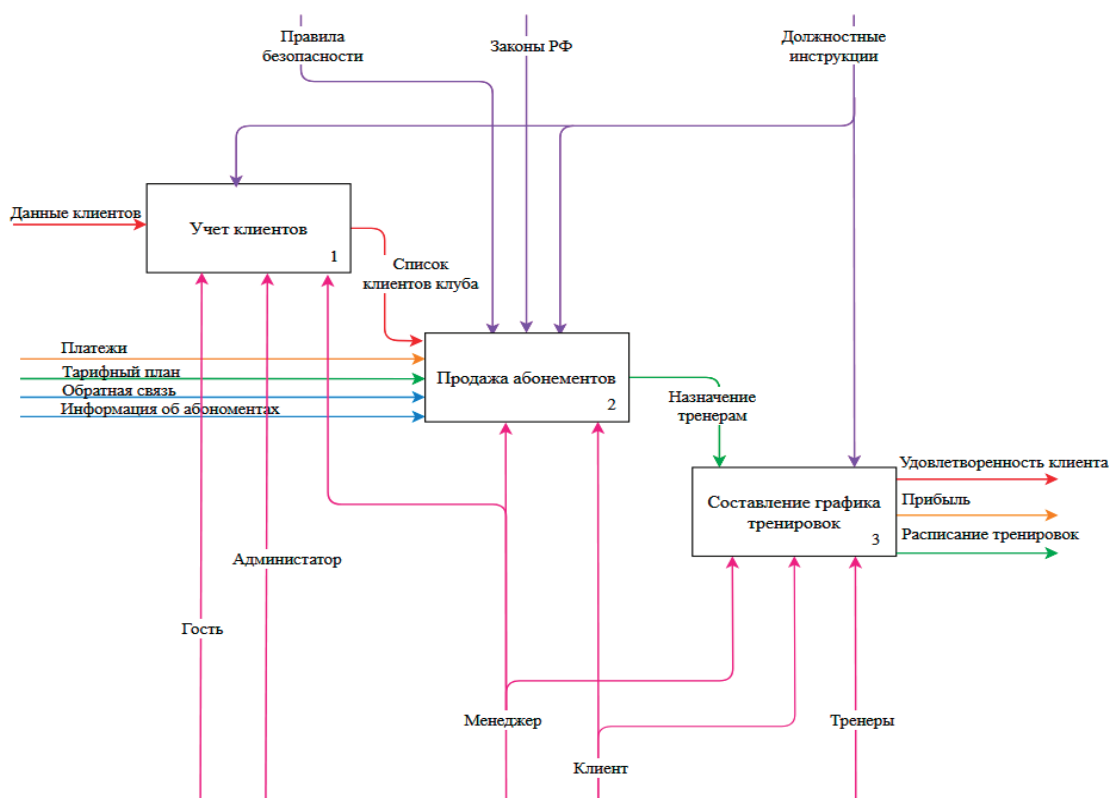 Правила
безопасности
Законы РФ
Должностные
инструкции
Данные клиентов
Учет клиентов
1
Список
клиентов клуба
Платежи
Тарифный план
Обратная связь
Информация об абономентах
Продажа абонементов
2
Назначение
тренерам
Удовлетворенность клиента
Составление графика
тренировок
3
Прибыль
Расписание тренировок
Администатор
Гость
Менеджер
Тренеры
Клиент